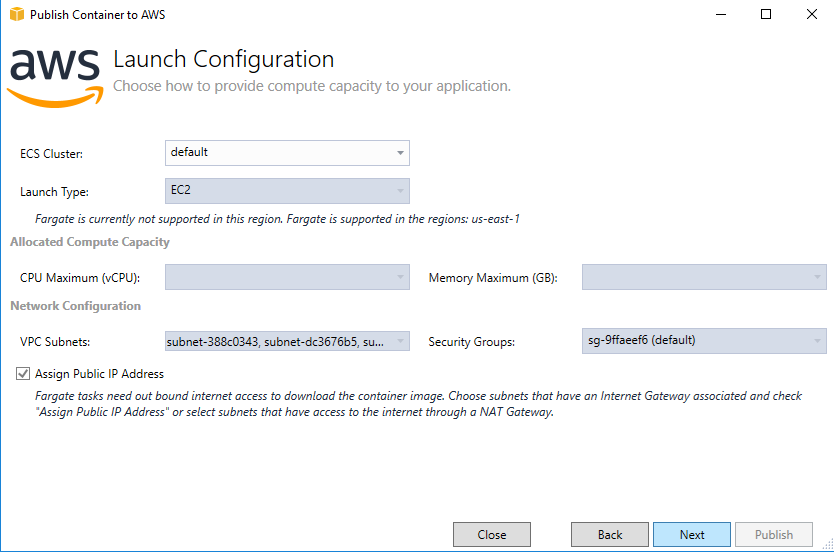 Publish Container to AWS
aws
Launch Configuration
Choose how to provide compute capacity to your application.
ECS Cluster: default
Launch Type: EC2
Fargate is currently not supported in this region. Fargate is supported in the regions: us-east-1
Allocated Compute Capacity
CPU Maximum (vCPU): Memory Maximum (GB):
Network Configuration
VPC Subnets: subnet-388c0343, subnet-dc3676b5, su... Security Groups: sg-9ffaeef6 (default)
Assign Public IP Address
Fargate tasks need out bound internet access to download the container image. Choose subnets that have an Internet Gateway associated and check
"Assign Public IP Address" or select subnets that have access to the internet through a NAT Gateway.
Close Back Next Publish